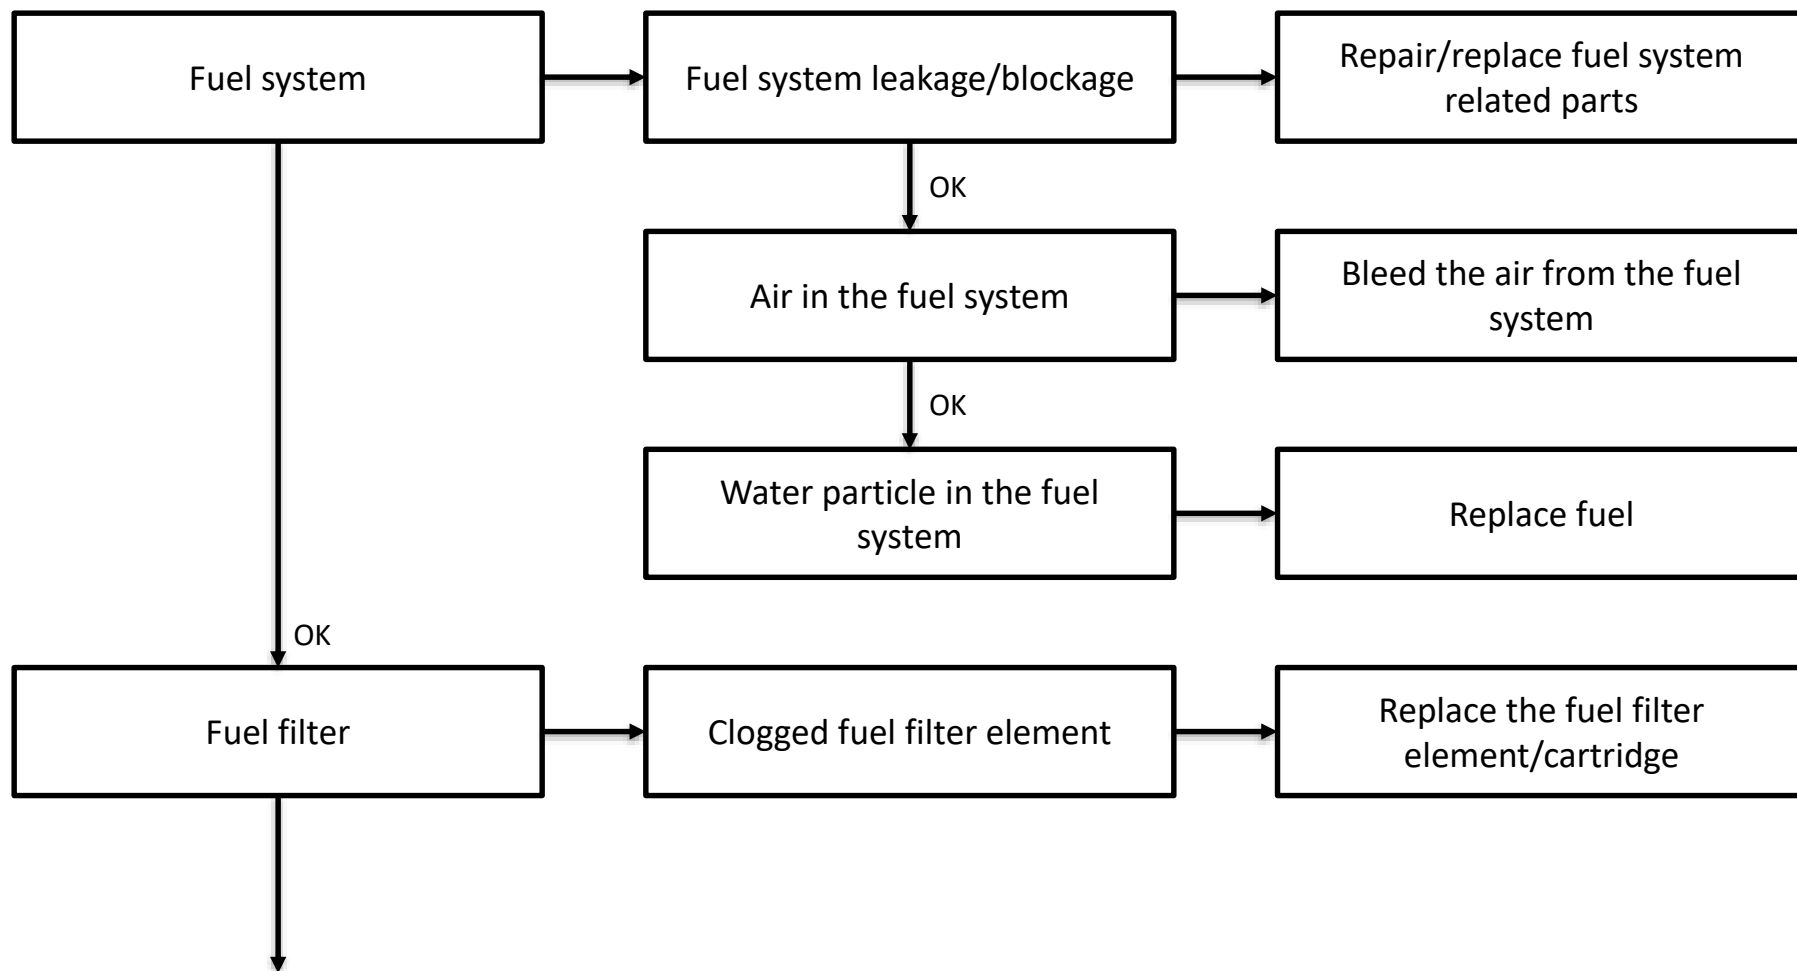 Fuel system
Fuel system leakage/blockage
Repair/replace fuel system
related parts
OK
Air in the fuel system
Bleed the air from the fuel
system
OK
Water particle in the fuel
system
Replace fuel
OK
Fuel filter
Clogged fuel filter element
Replace the fuel filter
element/cartridge